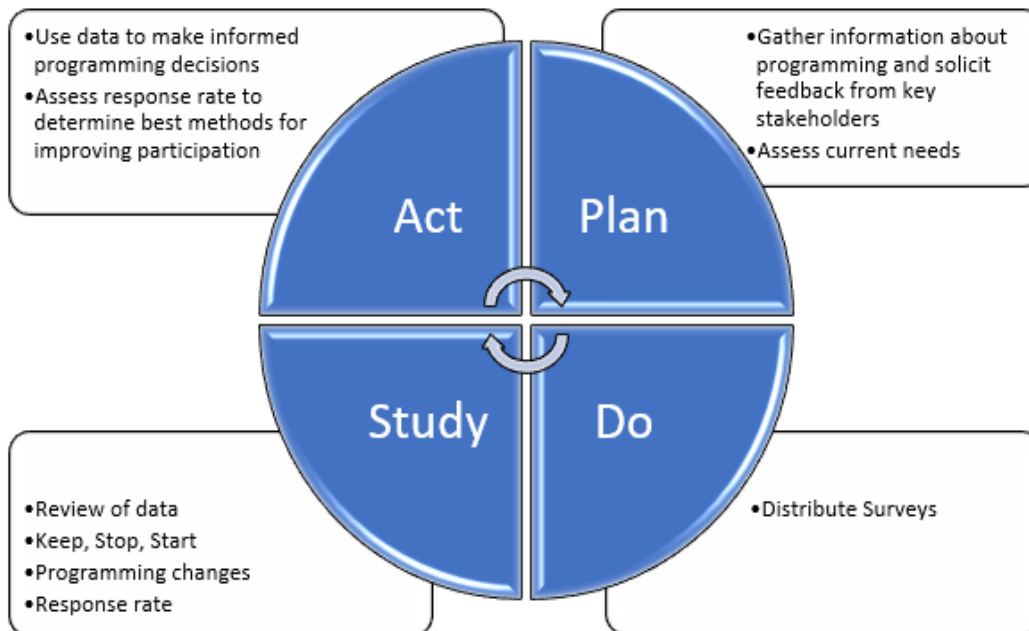 •Use data to make informed
programming decisions
•Assess response rate to
determine best methods for
improving participation
•Gather information about
programming and solicit
feedback from key
stakeholders
•Assess current needs
Act
Plan
Study
Do
•Review of data
•Keep, Stop, Start
•Programming changes
•Response rate
•Distribute Surveys